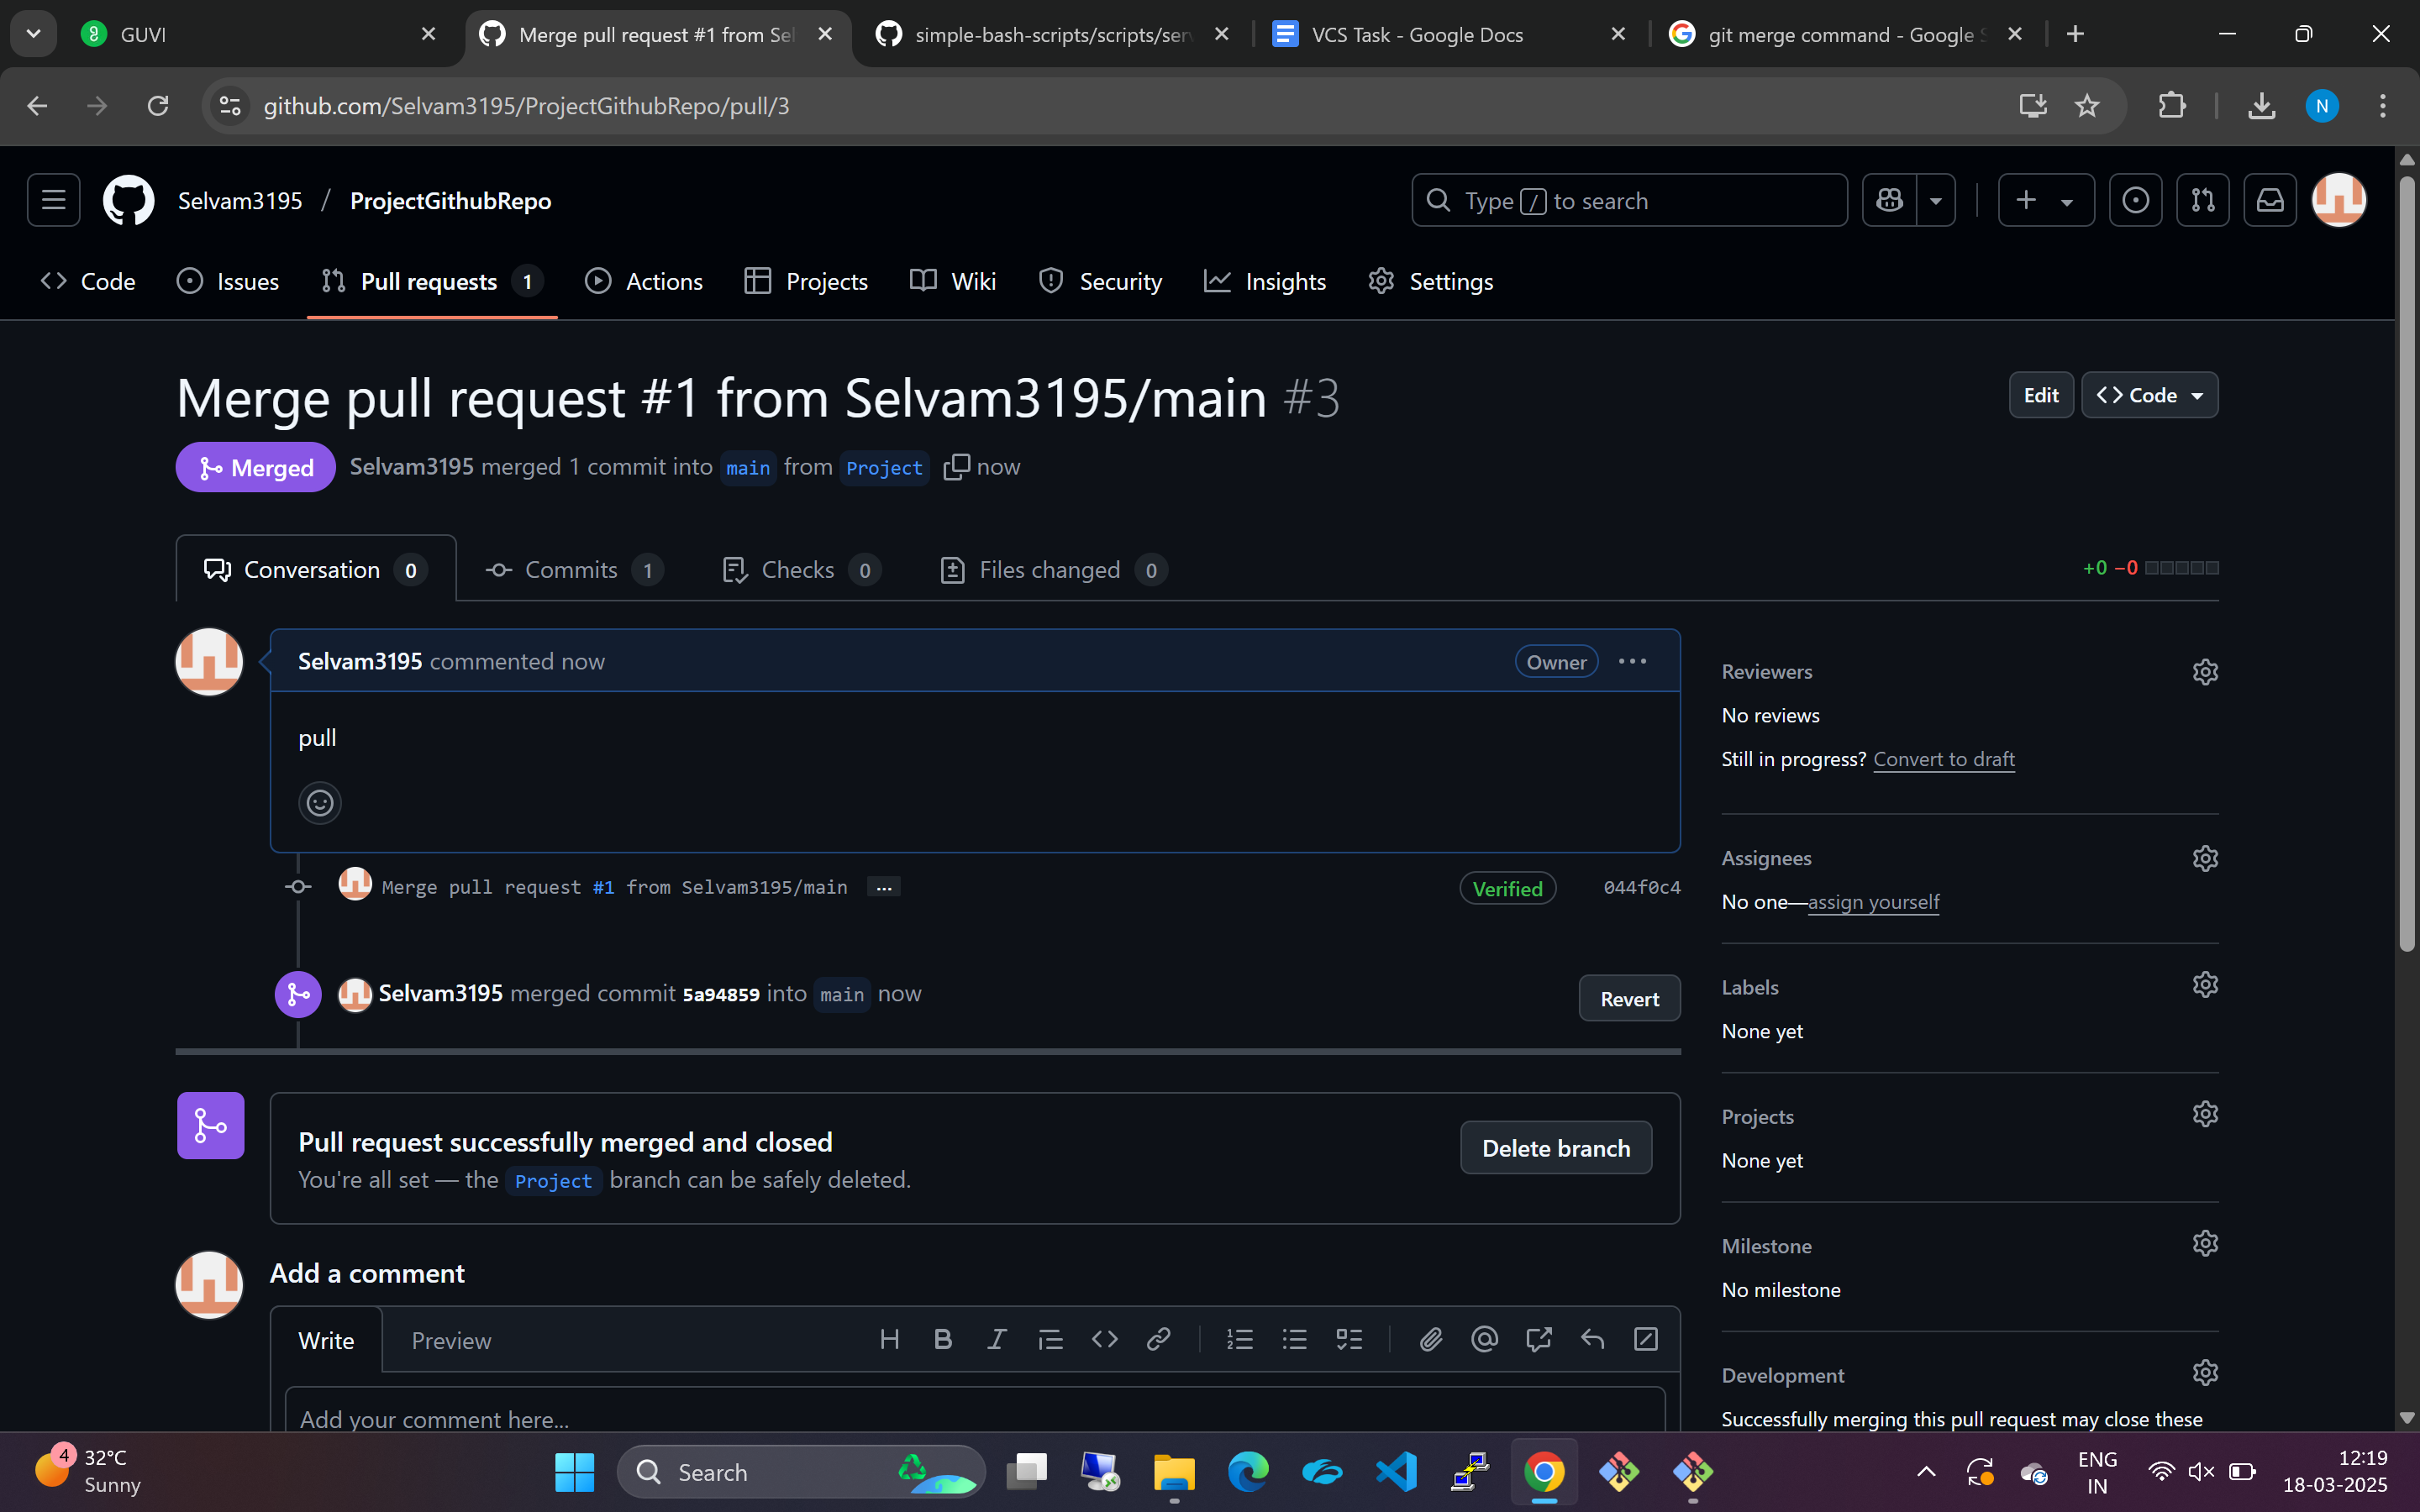 GUVI
Merge pull request #1 from Sel
simple-bash-scripts/scripts/ser
VCS Task - Google Docs
git merge command - Google S
github.com/Selvam3195/ProjectGithubRepo/pull/3
N
Selvam3195 / ProjectGithubRepo
Type / to search
Code
Issues
Pull requests 1
Actions
Projects
Wiki
Security
Insights
Settings
Merge pull request #1 from Selvam3195/main #3
Edit
Code
Merged
Selvam3195 merged 1 commit into main from Project now
Conversation 0
Commits 1
Checks 0
Files changed 0
+0 −0
Selvam3195 commented now
Owner
pull
Merge pull request #1 from Selvam3195/main ...
Verified
044f0c4
Selvam3195 merged commit 5a94859 into main now
Revert
Pull request successfully merged and closed
You're all set — the Project branch can be safely deleted.
Delete branch
Add a comment
Write
Preview
Add your comment here...
Reviewers
No reviews
Still in progress? Convert to draft
Assignees
No one—assign yourself
Labels
None yet
Projects
None yet
Milestone
No milestone
Development
Successfully merging this pull request may close these
4
32°C
Sunny
Search
ENG
IN
12:19
18-03-2025